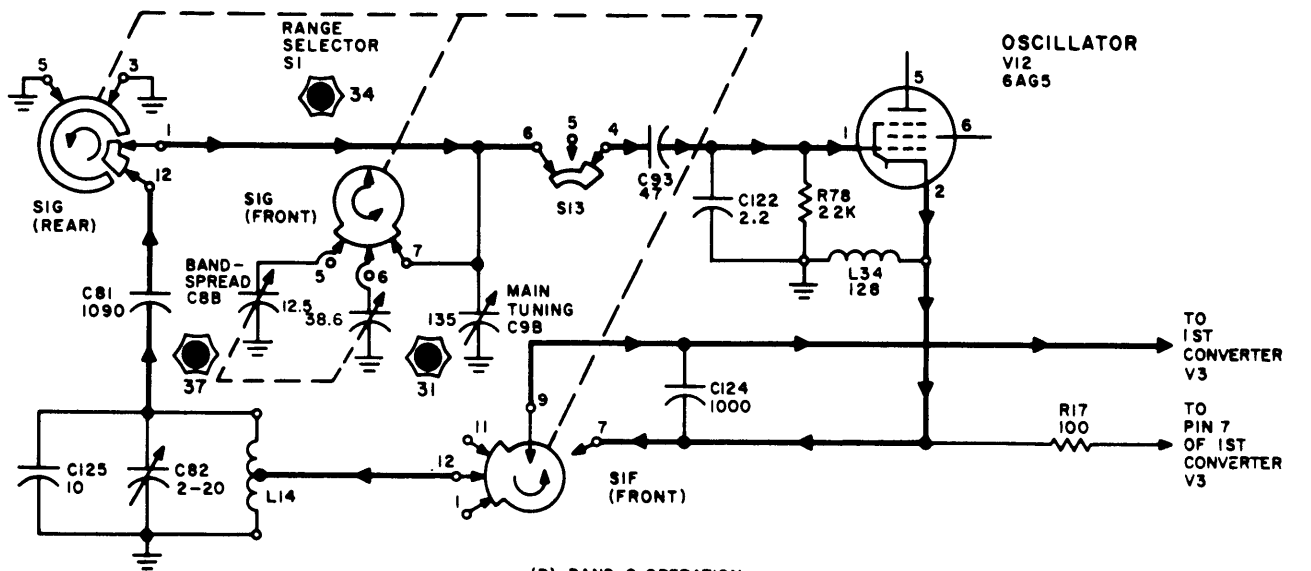 RANGE
SELECTOR
S1
34
OSCILLATOR
V12
6AG5
5
3
1
12
S1G
(REAR)
6
5
4
S13
C93
47
1
5
6
2
C122
2.2
R78
22K
L34
128
S1G
(FRONT)
5
6
7
BAND-
SPREAD
C8B
12.5
38.6
135
MAIN
TUNING
C9B
C81
1090
37
31
TO
1ST
CONVERTER
V3
C124
1000
9
11
12
1
7
S1F
(FRONT)
R17
100
TO
PIN 7
OF 1ST
CONVERTER
V3
C125
10
C82
2-20
L14